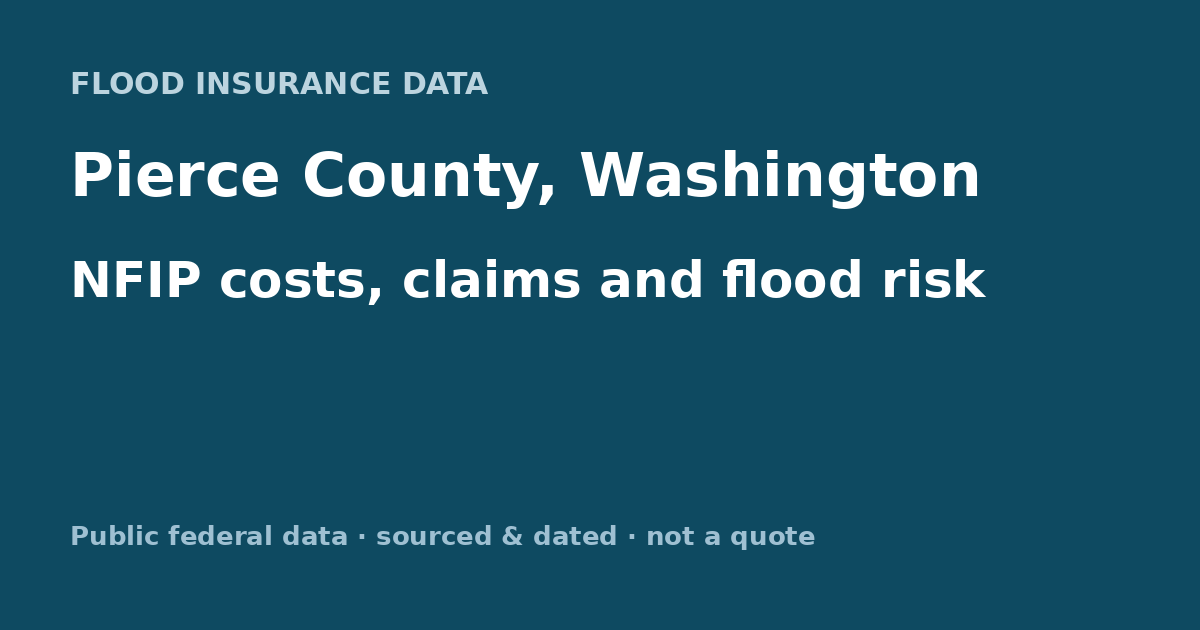 FLOOD INSURANCE DATA
Pierce County, Washington
NFIP costs, claims and flood risk
Public federal data · sourced & dated · not a quote